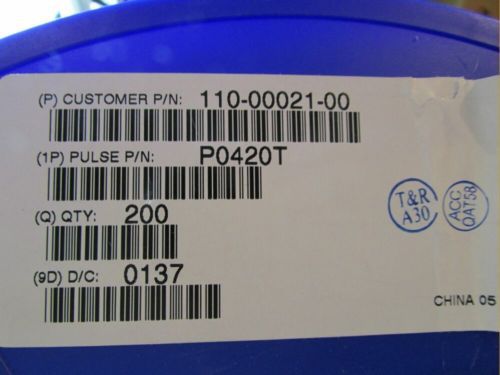 (P) CUSTOMER P/N: 110-00021-00
(1P) PULSE P/N: P0420T
(Q) QTY: 200
(9D) D/C: 0137
T&R
A30
ACC
QAT58
CHINA 05